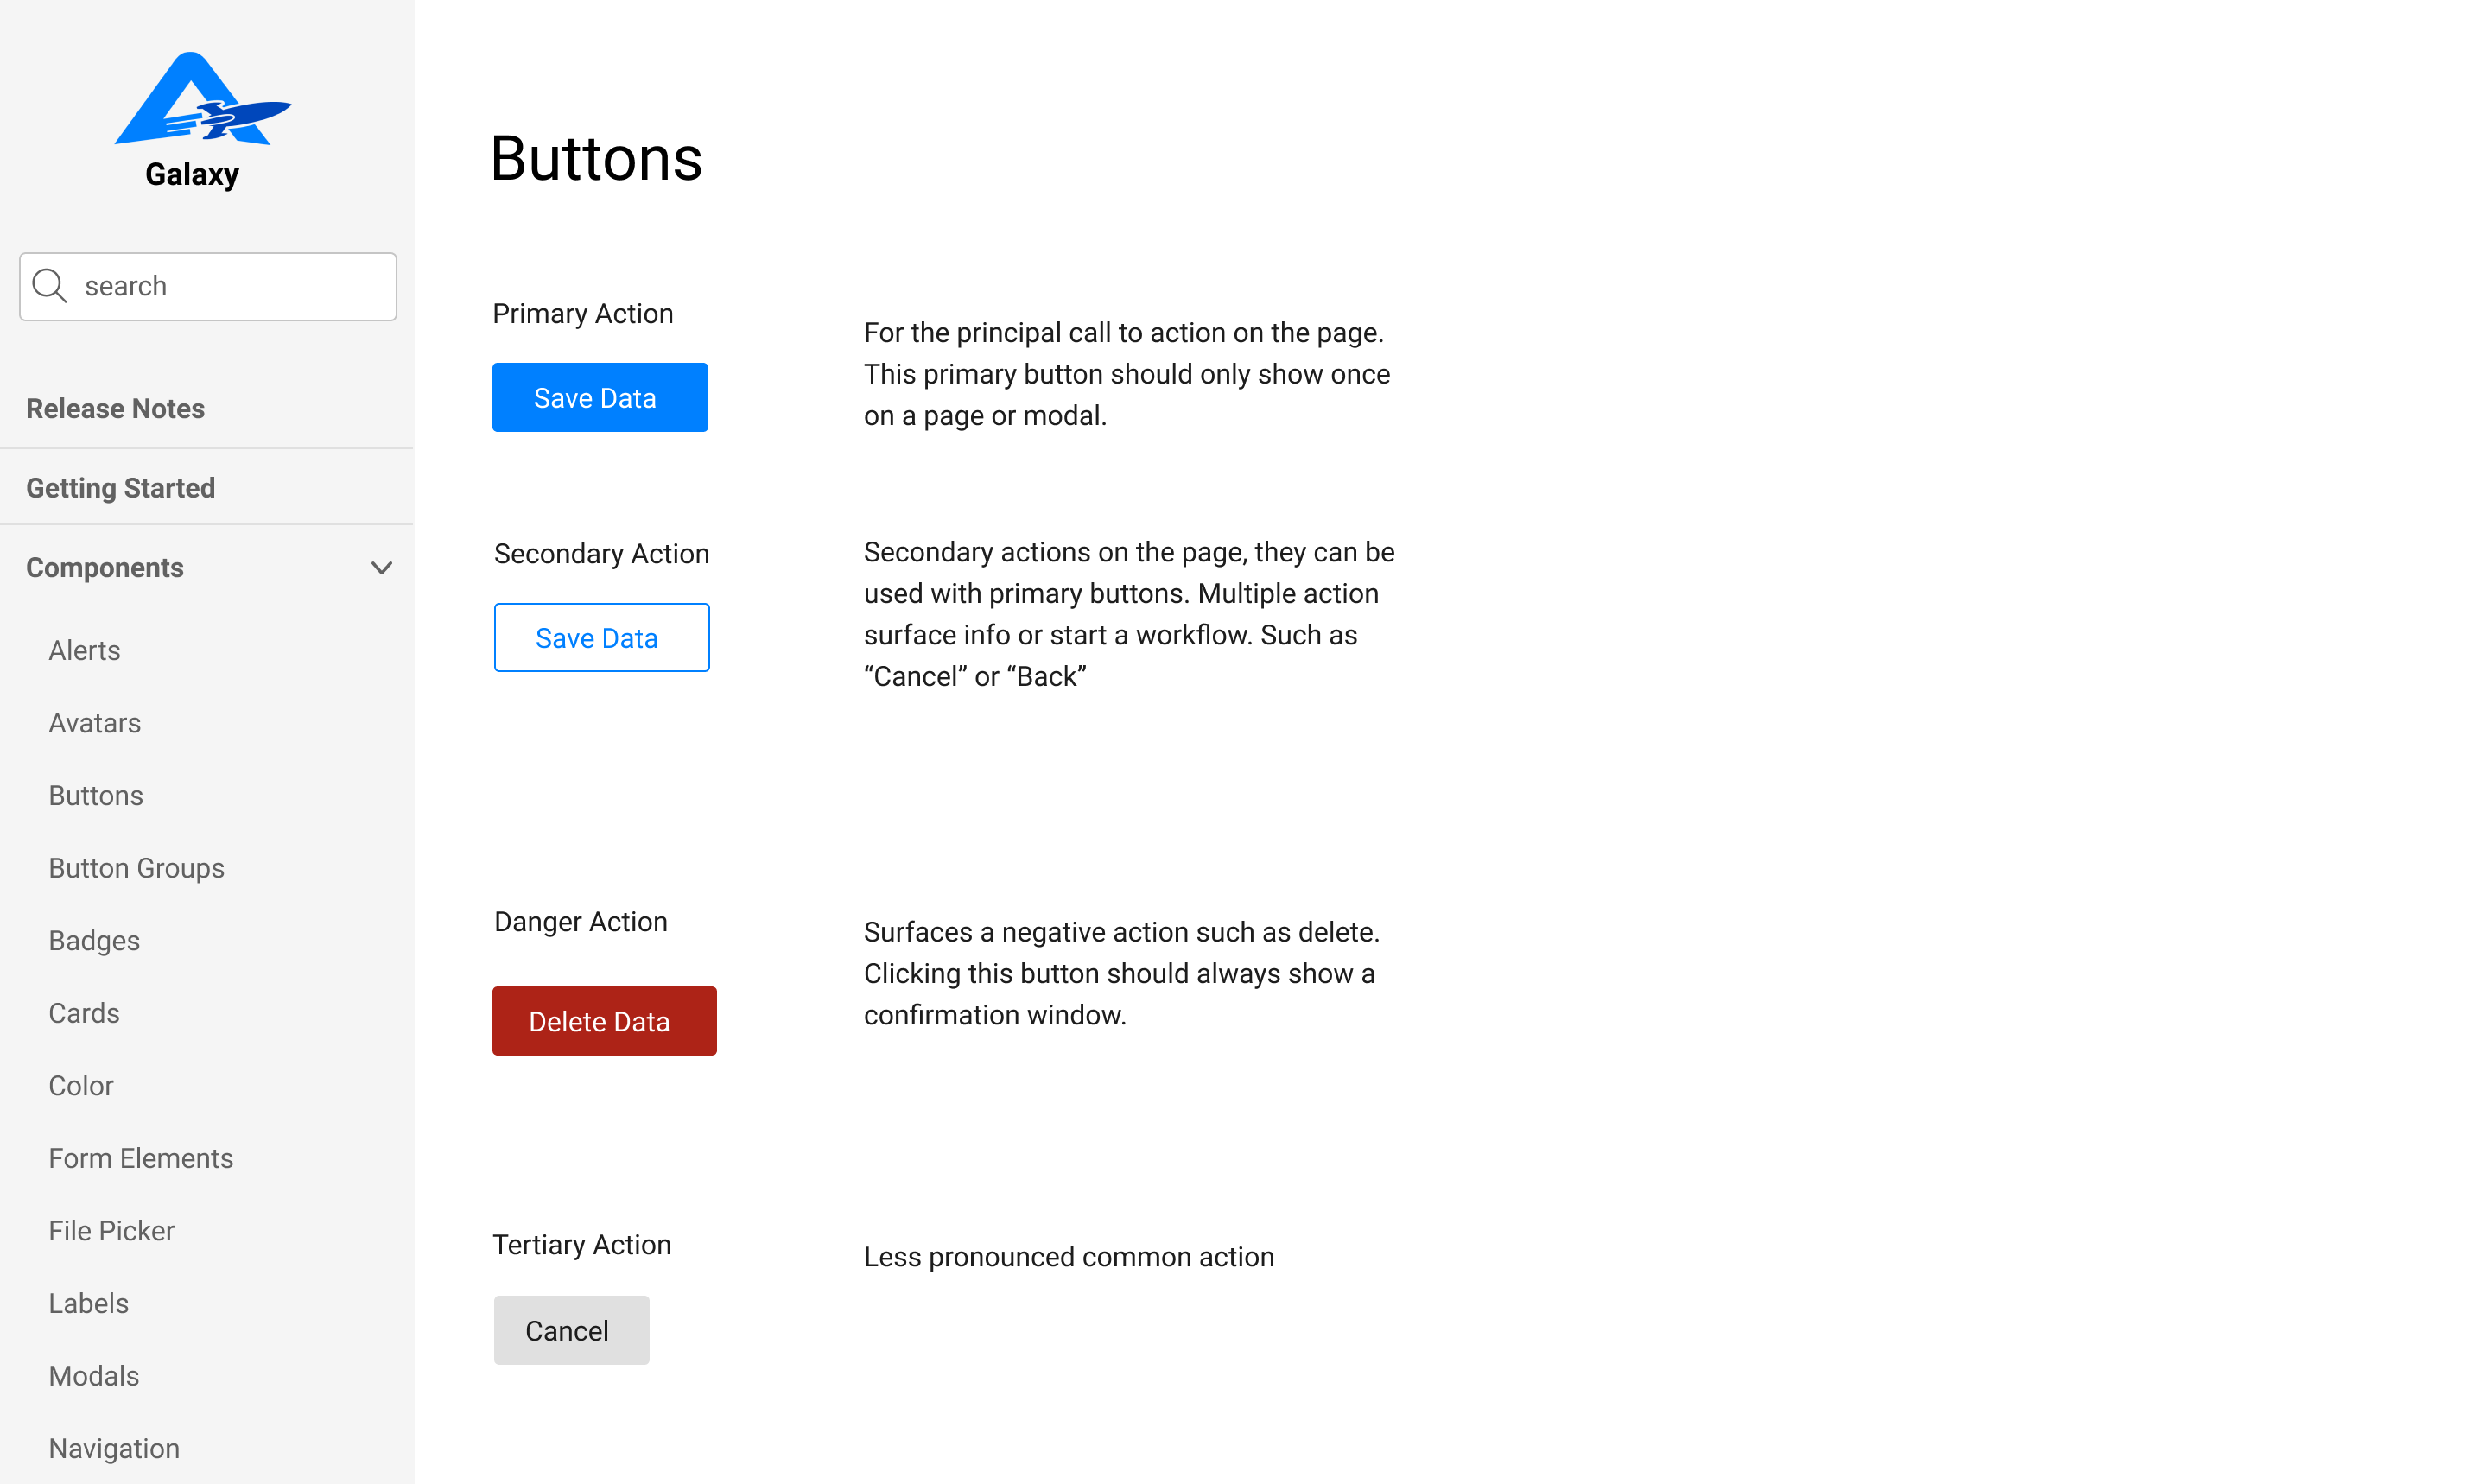 Galaxy
search
Release Notes
Getting Started
Components
Alerts
Avatars
Buttons
Button Groups
Badges
Cards
Color
Form Elements
File Picker
Labels
Modals
Navigation
Buttons
Primary Action
Save Data
For the principal call to action on the page.
This primary button should only show once
on a page or modal.
Secondary Action
Save Data
Secondary actions on the page, they can be
used with primary buttons. Multiple action
surface info or start a workflow. Such as
“Cancel” or “Back”
Danger Action
Delete Data
Surfaces a negative action such as delete.
Clicking this button should always show a
confirmation window.
Tertiary Action
Cancel
Less pronounced common action